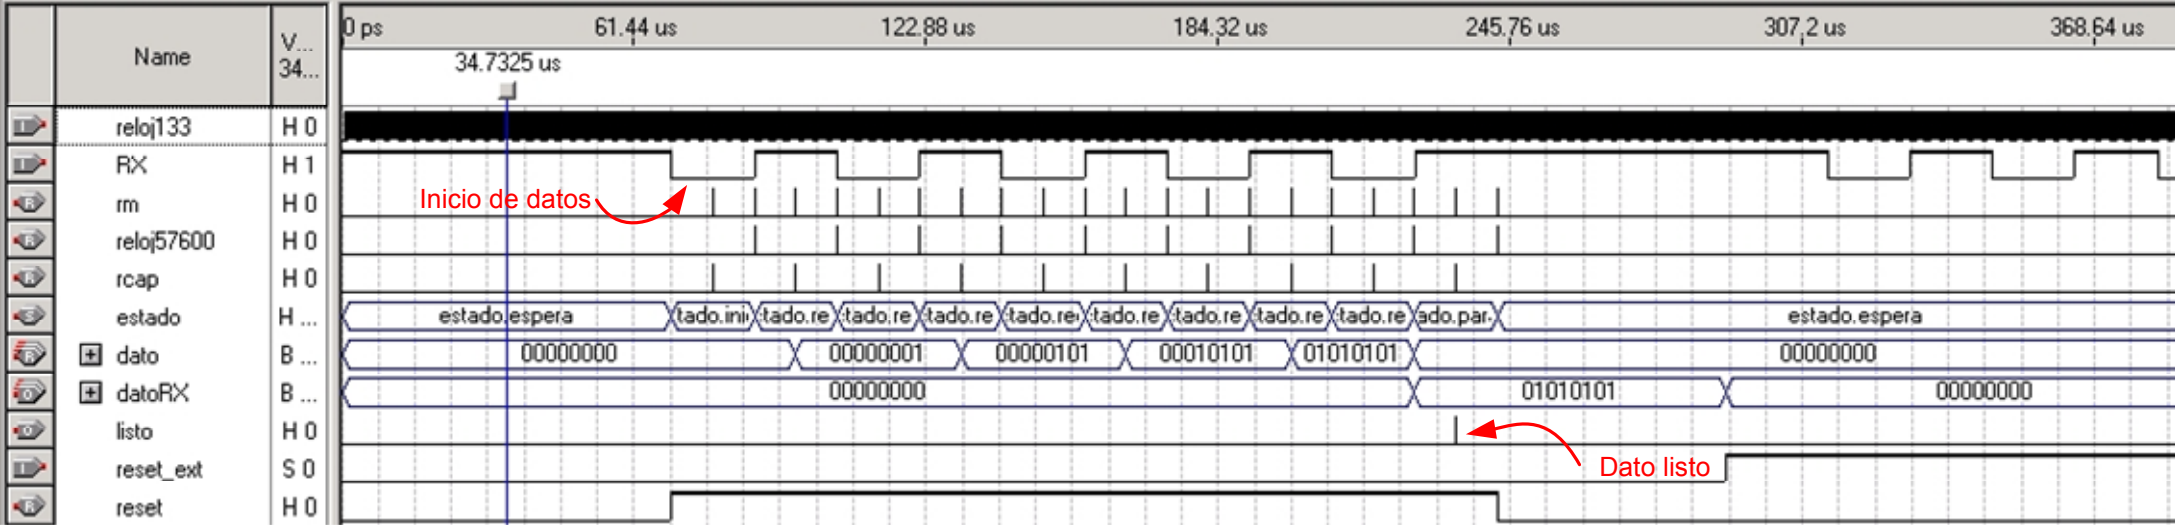 Name V... 34... 0 ps 61.44 us 122.88 us 184.32 us 245.76 us 307,2 us 368.64 us
34.7325 us
reloj133 H 0
RX H 1
rm H 0 Inicio de datos
reloj57600 H 0
rcap H 0
estado H ... estado.espera tado.ini tado.re tado.re tado.re tado.re tado.re tado.re tado.re tado.re ado.par. estado.espera
dato B ... 00000000 00000001 00000101 00010101 01010101 00000000
datoRX B ... 00000000 01010101 00000000
listo H 0
reset_ext S 0 Dato listo
reset H 0